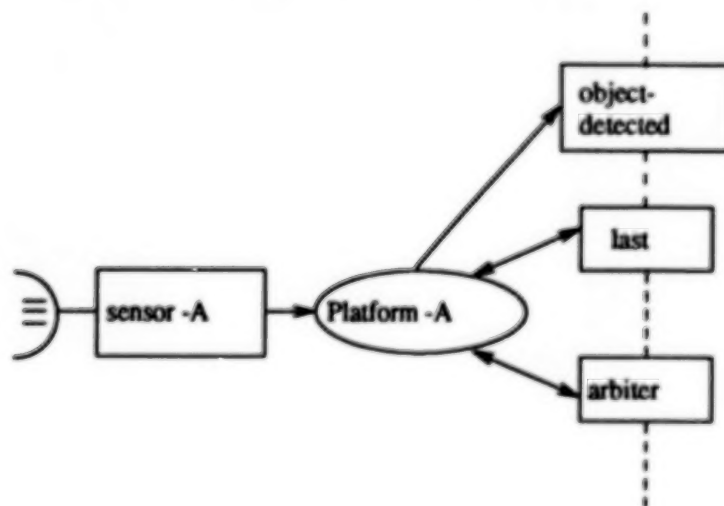 object-
detected
last
sensor -A
Platform -A
arbiter